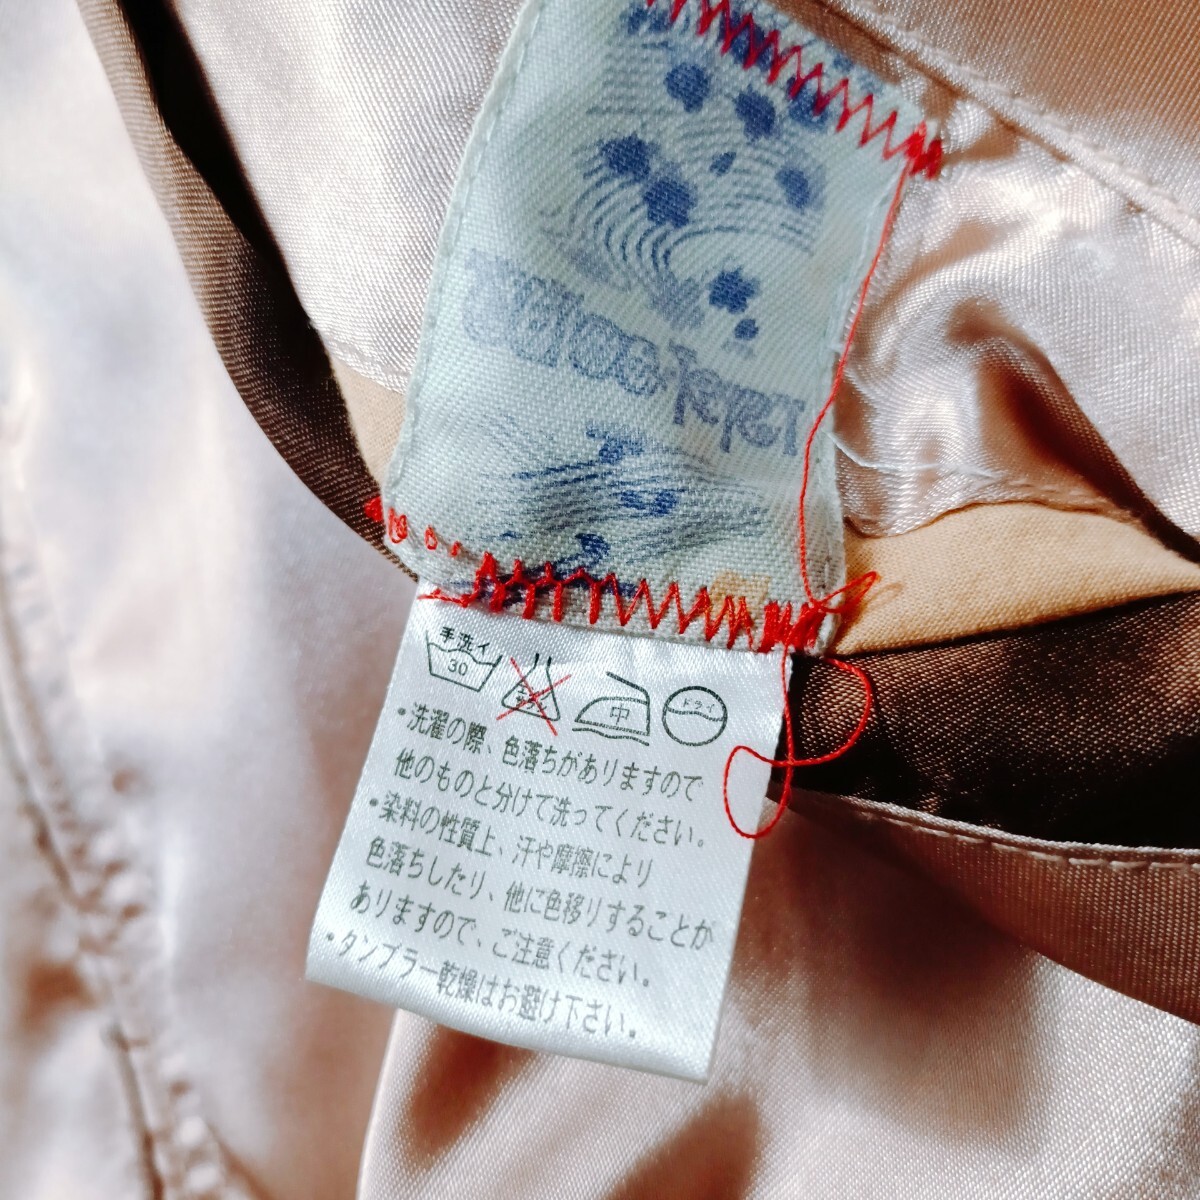 手洗イ
30
中
ドライ
・洗濯の際、色落ちがありますので
他のものと分けて洗ってください。
・染料の性質上、汗や摩擦により
色落ちしたり、他に色移りすることが
ありますので、ご注意ください。
・タンブラー乾燥はお避け下さい。